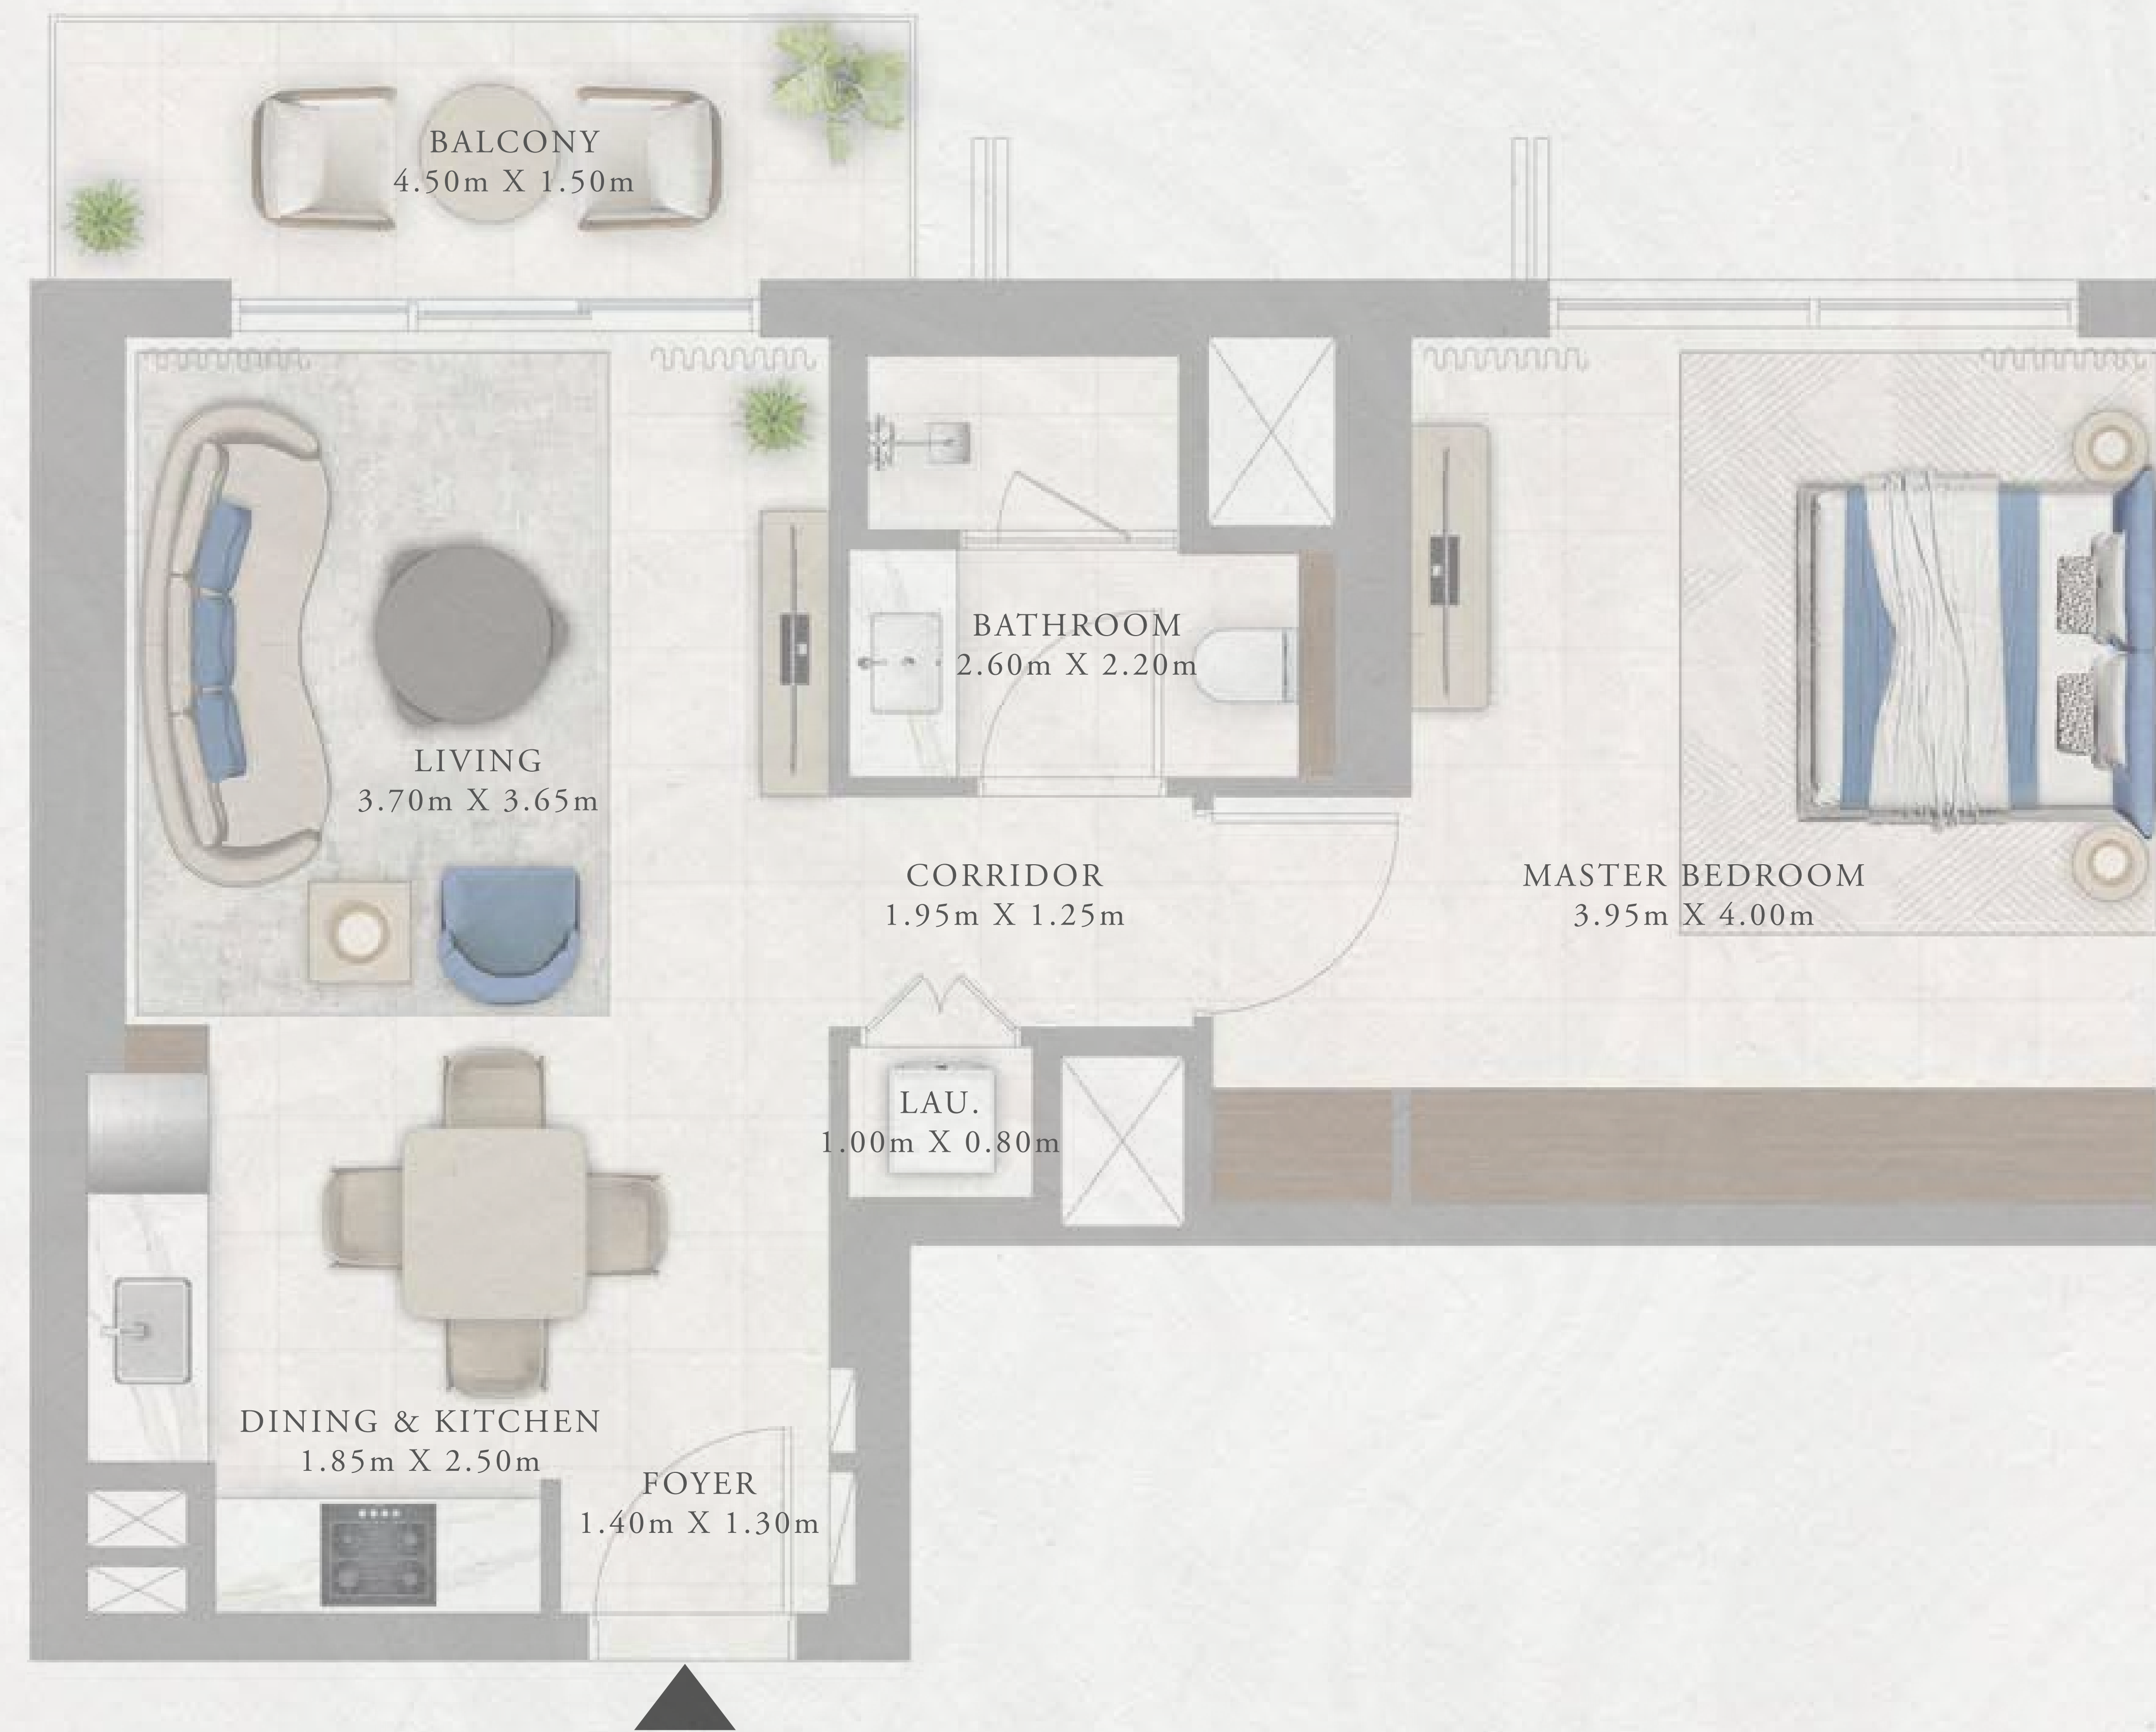 BALCONY
4.50m X 1.50m
BATHROOM
2.60m X 2.20m
LIVING
3.70m X 3.65m
CORRIDOR
1.95m X 1.25m
MASTER BEDROOM
3.95m X 4.00m
LAU.
1.00m X 0.80m
DINING & KITCHEN
1.85m X 2.50m
FOYER
1.40m X 1.30m